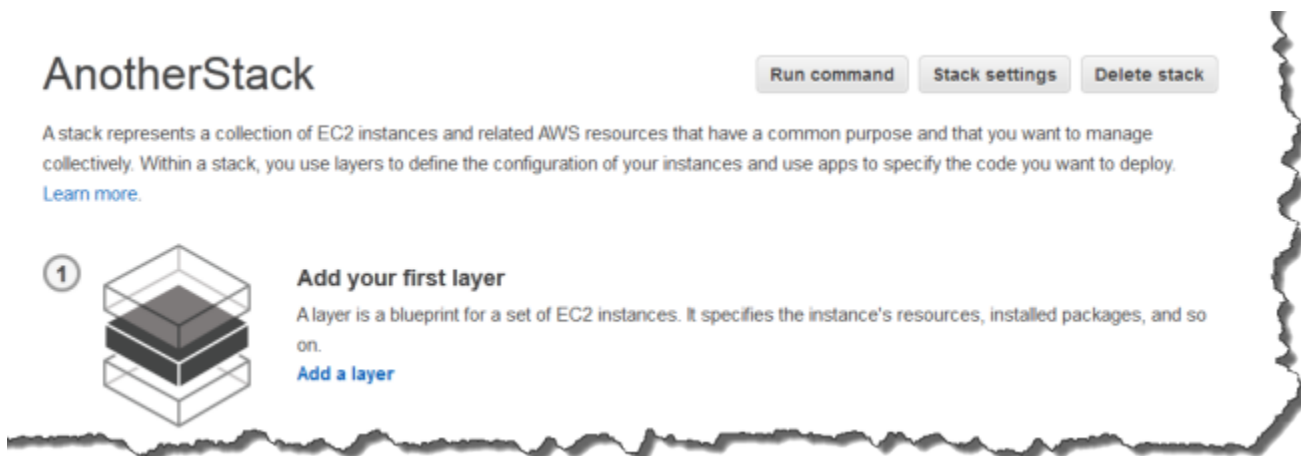 AnotherStack
Run command
Stack settings
Delete stack
A stack represents a collection of EC2 instances and related AWS resources that have a common purpose and that you want to manage
collectively. Within a stack, you use layers to define the configuration of your instances and use apps to specify the code you want to deploy.
Learn more.
1
Add your first layer
A layer is a blueprint for a set of EC2 instances. It specifies the instance's resources, installed packages, and so
on.
Add a layer